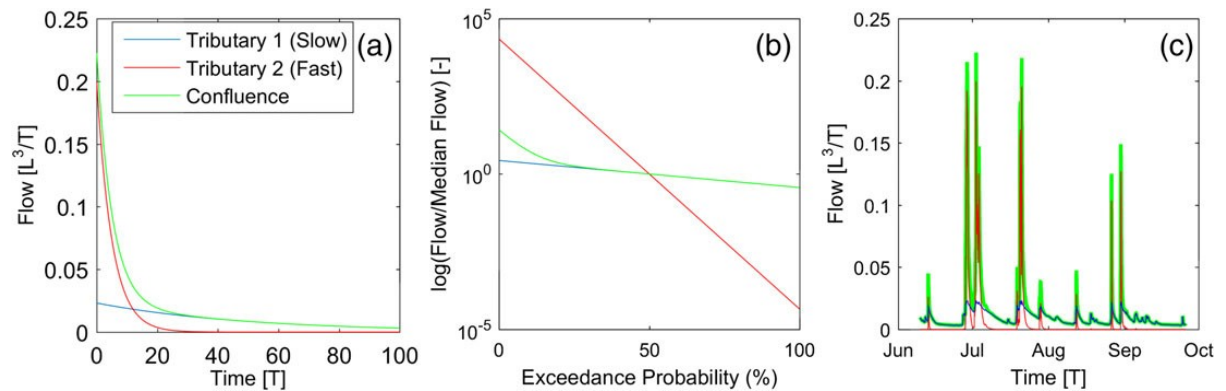 0.25
0.2
0.15
0.1
0.05
0
0 20 40 60 80 100
Flow [L³/T]
Time [T]
Tributary 1 (Slow)
Tributary 2 (Fast)
Confluence
(a)
10⁵
10⁰
10⁻⁵
0 50 100
log(Flow/Median Flow) [-]
Exceedance Probability (%)
(b)
0.25
0.2
0.15
0.1
0.05
0
Jun Jul Aug Sep Oct
Flow [L³/T]
Time [T]
(c)